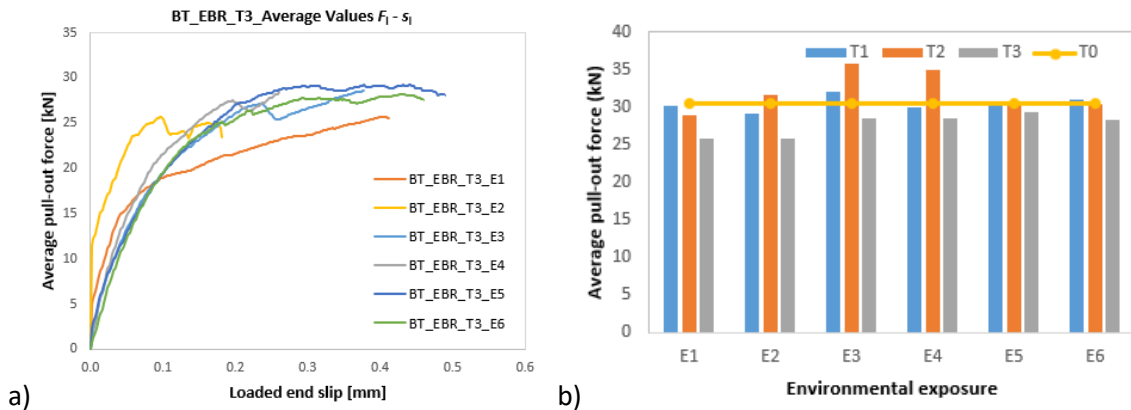 BT_EBR_T3_Average Values Fl - sl
Average pull-out force [kN]
35
30
25
20
15
10
5
0
0.0 0.1 0.2 0.3 0.4 0.5 0.6
Loaded end slip [mm]
BT_EBR_T3_E1
BT_EBR_T3_E2
BT_EBR_T3_E3
BT_EBR_T3_E4
BT_EBR_T3_E5
BT_EBR_T3_E6
a)
Average pull-out force (kN)
40
35
30
25
20
15
10
5
0
T1 T2 T3 T0
E1 E2 E3 E4 E5 E6
Environmental exposure
b)